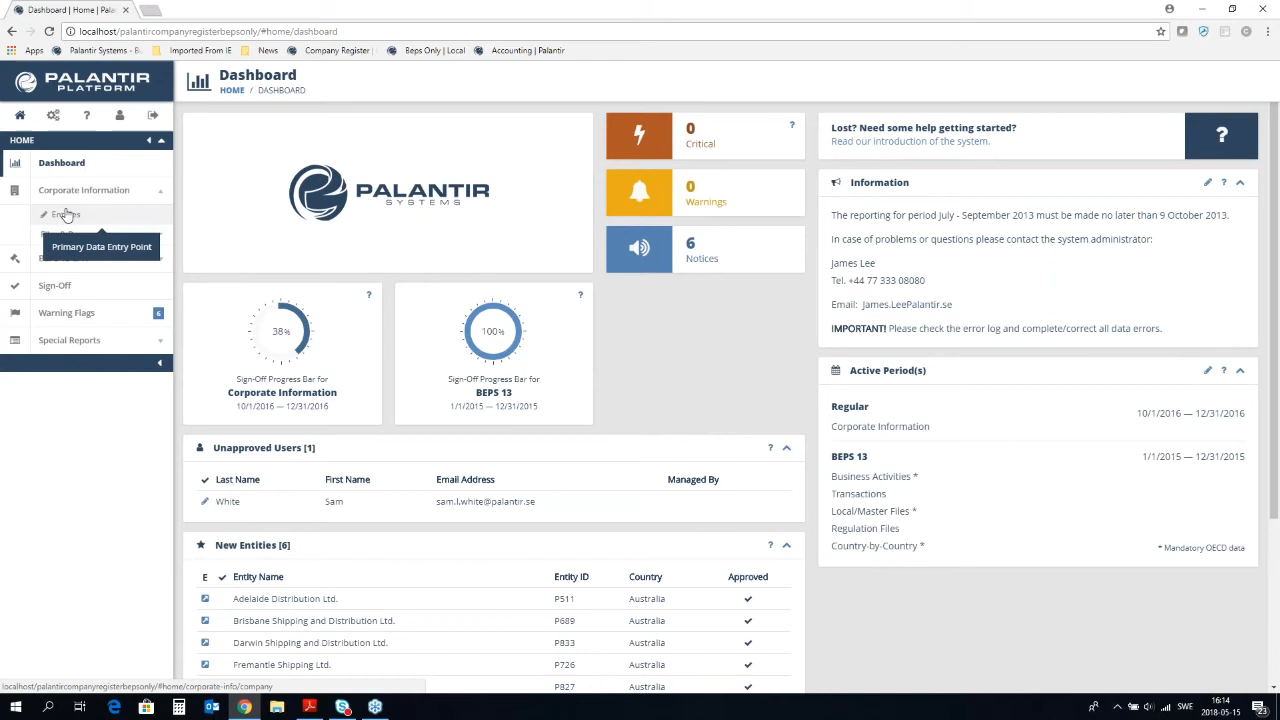 Dashboard | Home | Pala
localhost/palantircompanyregisterbepsonly/#home/dashboard
Apps
Palantir Systems - B
Imported From IE
News
Company Register |
Beps Only | Local
Accounting | Palantir
PALANTIR
PLATFORM
Dashboard
HOME / DASHBOARD
HOME
Dashboard
Corporate Information
Entities
Primary Data Entry Point
Sign-Off
Warning Flags 6
Special Reports
PALANTIR
SYSTEMS
0
Critical
?
0
Warnings
6
Notices
Lost? Need some help getting started?
Read our introduction of the system.
?
Information
The reporting for period July - September 2013 must be made no later than 9 October 2013.
In case of problems or questions please contact the system administrator:
James Lee
Tel. +44 77 333 08080
Email: James.LeePalantir.se
IMPORTANT! Please check the error log and complete/correct all data errors.
?
38%
Sign-Off Progress Bar for
Corporate Information
10/1/2016 — 12/31/2016
?
100%
Sign-Off Progress Bar for
BEPS 13
1/1/2015 — 12/31/2015
Active Period(s)
Regular 10/1/2016 — 12/31/2016
Corporate Information
BEPS 13 1/1/2015 — 12/31/2015
Business Activities *
Transactions
Local/Master Files *
Regulation Files
Country-by-Country *
* Mandatory OECD data
Unapproved Users [1]
Last Name First Name Email Address Managed By
White Sam sam.l.white@palantir.se
New Entities [6]
E Entity Name Entity ID Country Approved
Adelaide Distribution Ltd. P511 Australia
Brisbane Shipping and Distribution Ltd. P689 Australia
Darwin Shipping and Distribution Ltd. P833 Australia
Fremantle Shipping Ltd. P726 Australia
P827 Australia
localhost/palantircompanyregisterbepsonly/#home/corporate-info/company
SWE
16:14
2018-05-15
23